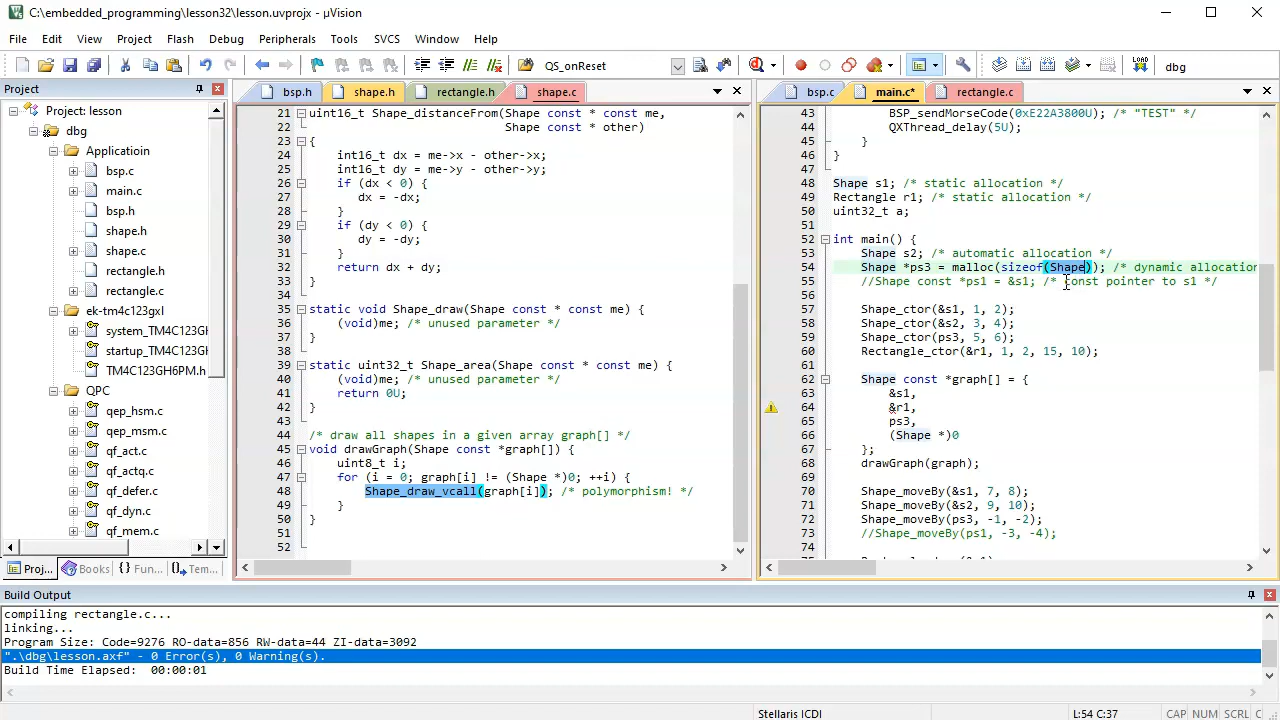 C:\embedded_programming\lesson32\lesson.uvprojx - µVision
File Edit View Project Flash Debug Peripherals Tools SVCS Window Help
QS_onReset
LOAD
dbg
Project
Project: lesson
dbg
Applicatioin
bsp.c
main.c
bsp.h
shape.h
shape.c
rectangle.h
rectangle.c
ek-tm4c123gxl
system_TM4C123GH
startup_TM4C123GH
TM4C123GH6PM.h
QPC
qep_hsm.c
qep_msm.c
qf_act.c
qf_actq.c
qf_defer.c
qf_dyn.c
qf_mem.c
Proj... Books {} Fun... Tem...
bsp.h shape.h rectangle.h shape.c
21 uint16_t Shape_distanceFrom(Shape const * const me,
22 Shape const * other)
23 {
24 int16_t dx = me->x - other->x;
25 int16_t dy = me->y - other->y;
26 if (dx < 0) {
27 dx = -dx;
28 }
29 if (dy < 0) {
30 dy = -dy;
31 }
32 return dx + dy;
33 }
34
35 static void Shape_draw(Shape const * const me) {
36 (void)me; /* unused parameter */
37 }
38
39 static uint32_t Shape_area(Shape const * const me) {
40 (void)me; /* unused parameter */
41 return 0U;
42 }
43
44 /* draw all shapes in a given array graph[] */
45 void drawGraph(Shape const *graph[]) {
46 uint8_t i;
47 for (i = 0; graph[i] != (Shape *)0; ++i) {
48 Shape_draw_vcall(graph[i]); /* polymorphism! */
49 }
50 }
51
52
bsp.c main.c* rectangle.c
43 BSP_sendMorseCode(0xE22A3800U); /* "TEST" */
44 QXThread_delay(5U);
45 }
46 }
47
48 Shape s1; /* static allocation */
49 Rectangle r1; /* static allocation */
50 uint32_t a;
51
52 int main() {
53 Shape s2; /* automatic allocation */
54 Shape *ps3 = malloc(sizeof(Shape)); /* dynamic allocation
55 //Shape const *ps1 = &s1; /* const pointer to s1 */
56
57 Shape_ctor(&s1, 1, 2);
58 Shape_ctor(&s2, 3, 4);
59 Shape_ctor(ps3, 5, 6);
60 Rectangle_ctor(&r1, 1, 2, 15, 10);
61
62 Shape const *graph[] = {
63 &s1,
64 &r1,
65 ps3,
66 (Shape *)0
67 };
68 drawGraph(graph);
69
70 Shape_moveBy(&s1, 7, 8);
71 Shape_moveBy(&s2, 9, 10);
72 Shape_moveBy(ps3, -1, -2);
73 //Shape_moveBy(ps1, -3, -4);
74
Build Output
compiling rectangle.c...
linking...
Program Size: Code=9276 RO-data=856 RW-data=44 ZI-data=3092
".\dbg\lesson.axf" - 0 Error(s), 0 Warning(s).
Build Time Elapsed: 00:00:01
Stellaris ICDI L:54 C:37 CAP NUM SCRL